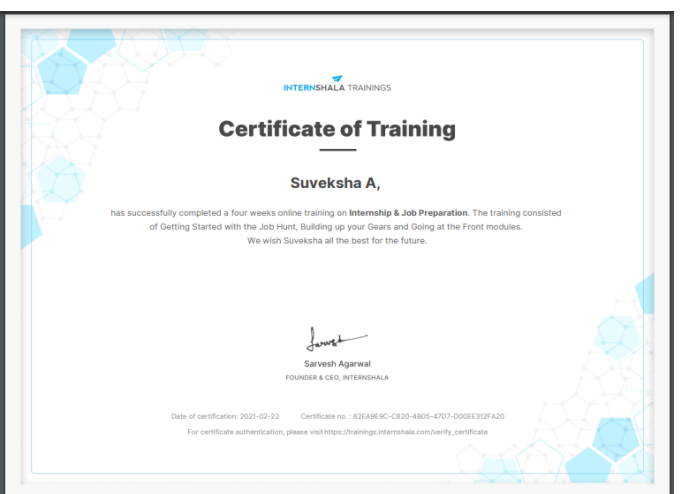 INTERNSHALA TRAININGS
Certificate of Training
Suveksha A,
has successfully completed a four weeks online training on Internship & Job Preparation. The training consisted
of Getting Started with the Job Hunt, Building up your Gears and Going at the Front modules.
We wish Suveksha all the best for the future.
Sarvesh Agarwal
FOUNDER & CEO, INTERNSHALA
Date of certification: 2021-02-22 Certificate no. : 82EA9E9C-C820-4B05-47D7-D00EE312FA20
For certificate authentication, please visit https://trainings.internshala.com/verify_certificate